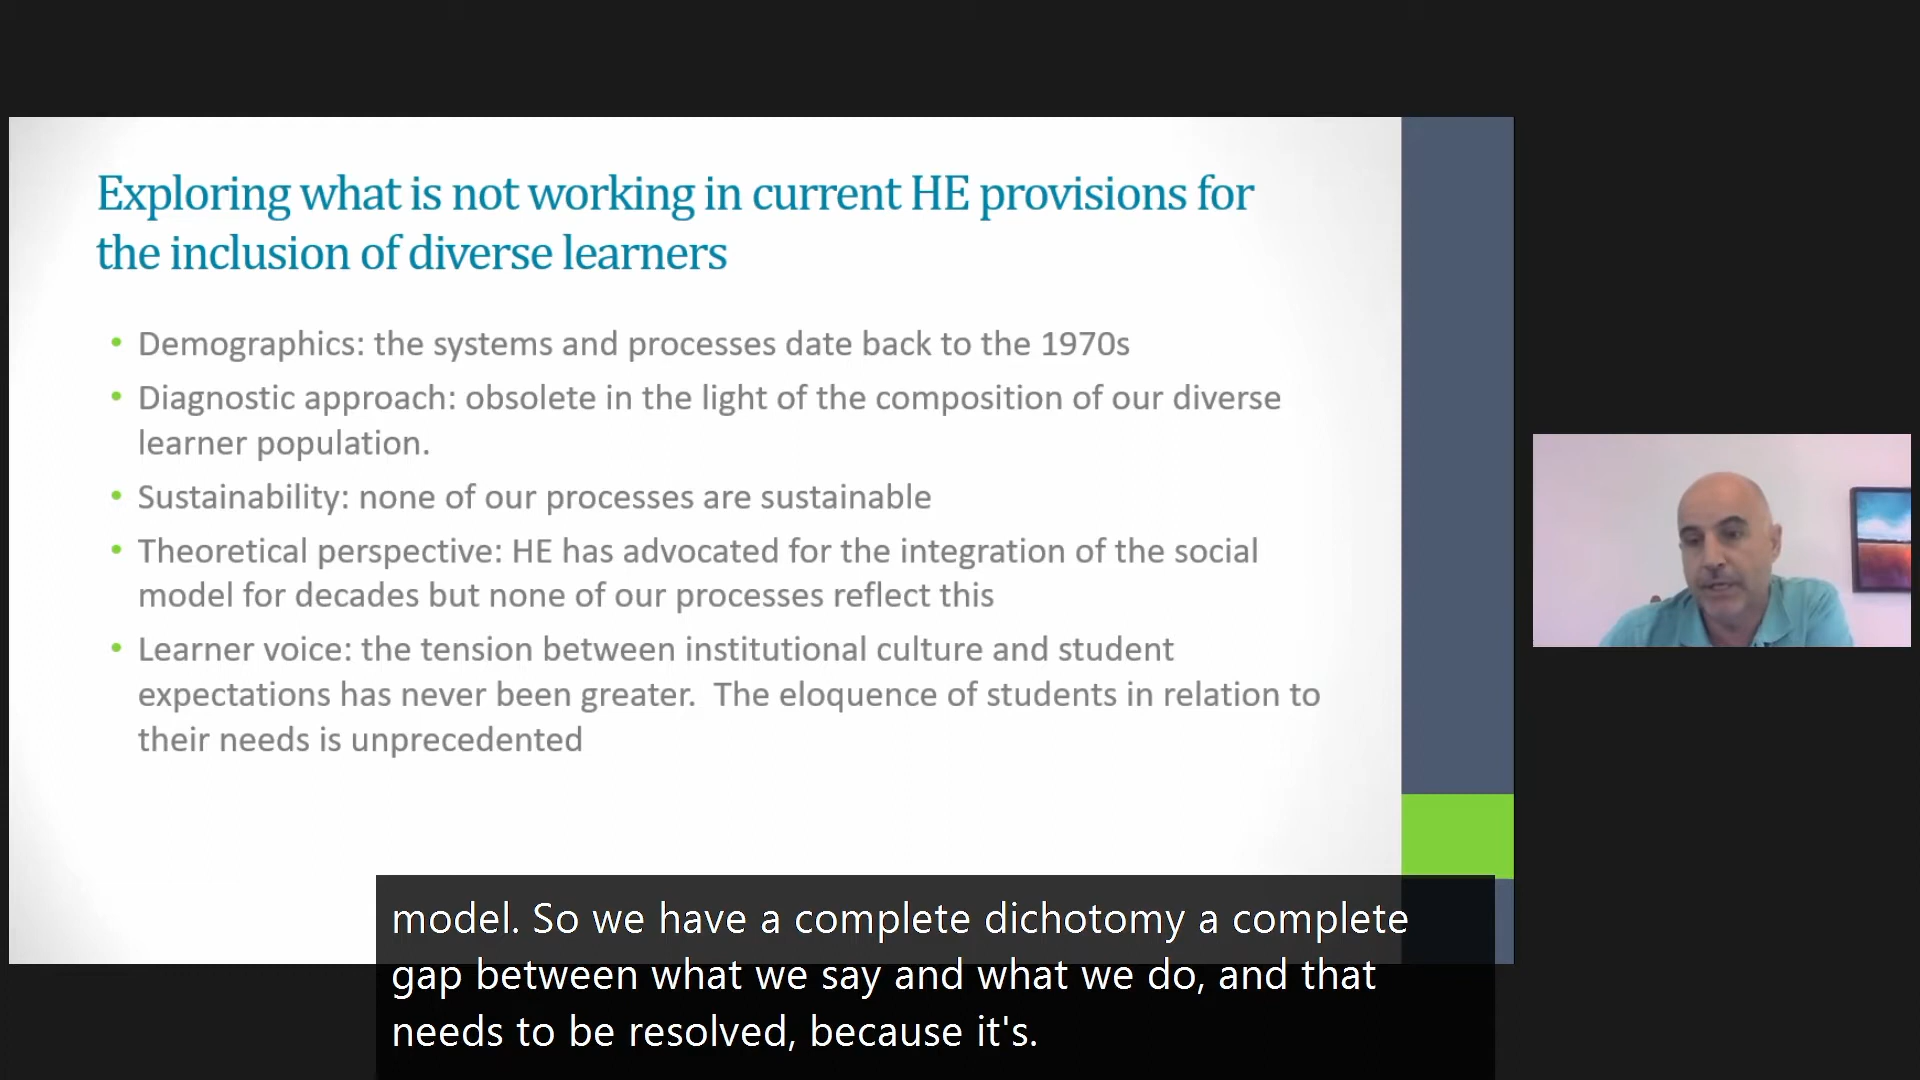 Exploring what is not working in current HE provisions for
the inclusion of diverse learners
• Demographics: the systems and processes date back to the 1970s
• Diagnostic approach: obsolete in the light of the composition of our diverse
learner population.
• Sustainability: none of our processes are sustainable
• Theoretical perspective: HE has advocated for the integration of the social
model for decades but none of our processes reflect this
• Learner voice: the tension between institutional culture and student
expectations has never been greater.  The eloquence of students in relation to
their needs is unprecedented
model. So we have a complete dichotomy a complete
gap between what we say and what we do, and that
needs to be resolved, because it's.